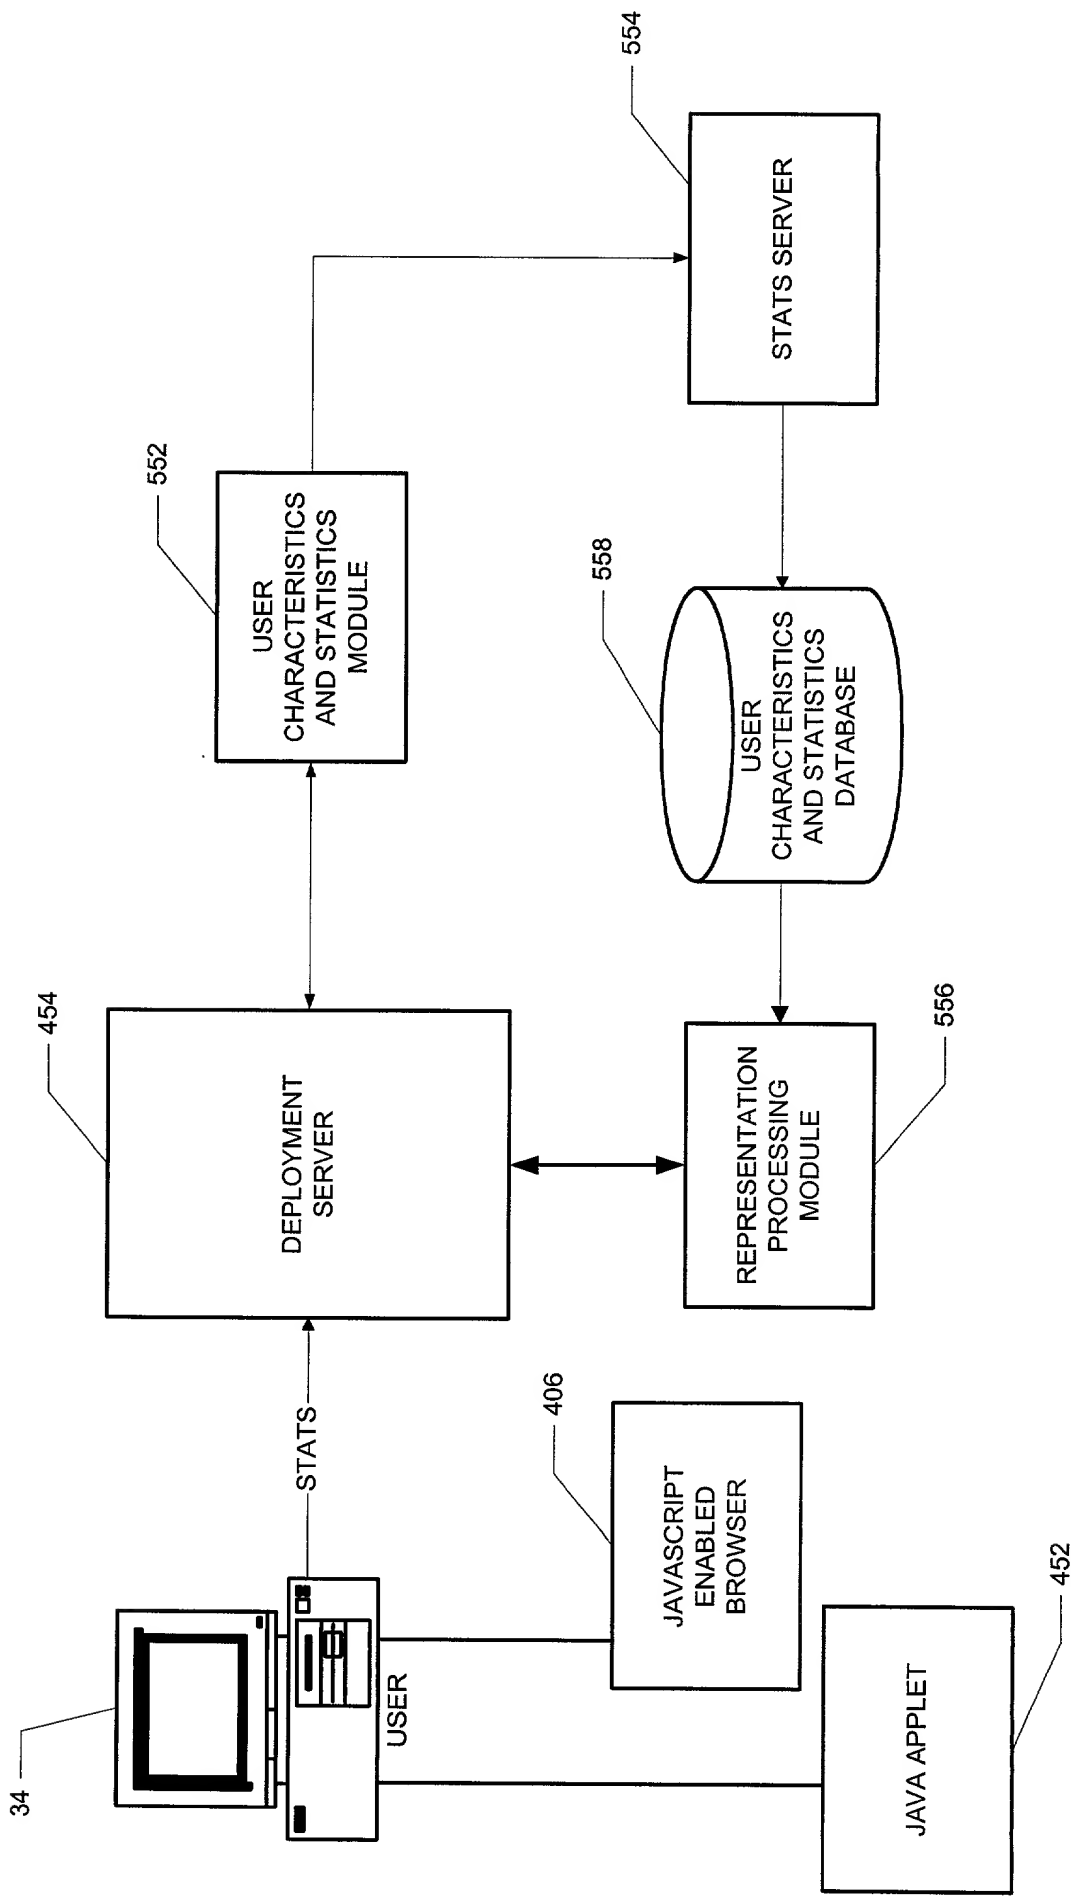 34
USER
STATS
454
DEPLOYMENT
SERVER
552
USER
CHARACTERISTICS
AND STATISTICS
MODULE
554
STATS SERVER
558
USER
CHARACTERISTICS
AND STATISTICS
DATABASE
556
REPRESENTATION
PROCESSING
MODULE
406
JAVASCRIPT
ENABLED
BROWSER
452
JAVA APPLET